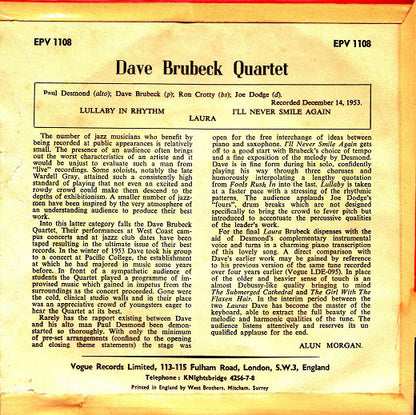 EPV 1108
EPV 1108
Dave Brubeck Quartet
Paul Desmond (alto); Dave Brubeck (p); Ron Crotty (bs); Joe Dodge (d).
Recorded December 14, 1953.
LULLABY IN RHYTHM
I'LL NEVER SMILE AGAIN
LAURA
The number of jazz musicians who benefit by
being recorded at public appearances is relatively
small. The presence of an audience often brings
out the worst characteristics of an artist and it
would be unjust to evaluate such a man from
"live" recordings. Some soloists, notably the late
Wardell Gray, attained such a consistently high
standard of playing that not even an excited and
rowdy crowd could make them descend to the
depths of exhibitionism. A smaller number of jazz-
men have been inspired by the very atmosphere of
an understanding audience to produce their best
work.
Into this latter category falls the Dave Brubeck
Quartet. Their performances at West Coast cam-
pus concerts and at jazz club dates have been
taped resulting in the ultimate issue of their best
records. In the winter of 1953 Dave took his group
to a concert at Pacific College, the establishment
at which he had majored in music some years
before. In front of a sympathetic audience of
students the Quartet played a programme of im-
provised music which gained in impetus from the
surroundings as the concert proceeded. Gone were
the cold, clinical studio walls and in their place
was an appreciative crowd of youngsters eager to
hear the Quartet at its best.
Rarely has the rapport existing between Dave
and his alto man Paul Desmond been demon-
strated so thoroughly. With only the minimum
of pre-set arrangements (confined to the opening
and closing theme statements) the stage was
open for the free interchange of ideas between
piano and saxophone. I'll Never Smile Again gets
off to a good start with Brubeck's choice of tempo
and a fine exposition of the melody by Desmond.
Dave is in fine form during his solo, confidently
playing his way through three choruses and
humorously interpolating a lengthy quotation
from Fools Rush In into the last. Lullaby is taken
at a faster pace with a stressing of the rhythmic
patterns. The audience applauds Joe Dodge's
"fours", drum breaks which are not designed
specifically to bring the crowd to fever pitch but
introduced to accentuate the persuasive qualities
of the leader's work.
For the final Laura Brubeck dispenses with the
aid of Desmond's complementary instrumental
voice and turns in a charming piano transcription
of this lovely song. A direct comparison with
Dave's earlier work may be gained by reference
to his previous version of the same tune recorded
over four years earlier (Vogue LDE-095). In place
of the older and heavier sense of touch is an
almost Debussy-like quality bringing to mind
The Submerged Cathedral and The Girl With The
Flaxen Hair. In the interim period between the
two Lauras Dave has become the master of the
keyboard, able to extract the full beauty of the
melodic and harmonic qualities of the tune. The
audience listens attentively and reserves its un-
questioned applause for the end.
ALUN MORGAN.
Vogue Records Limited, 113-115 Fulham Road, London, S.W.3, England
Telephone: KNIghtsbridge 4256-7-8
Printed in England by West Brothers, Mitcham, Surrey